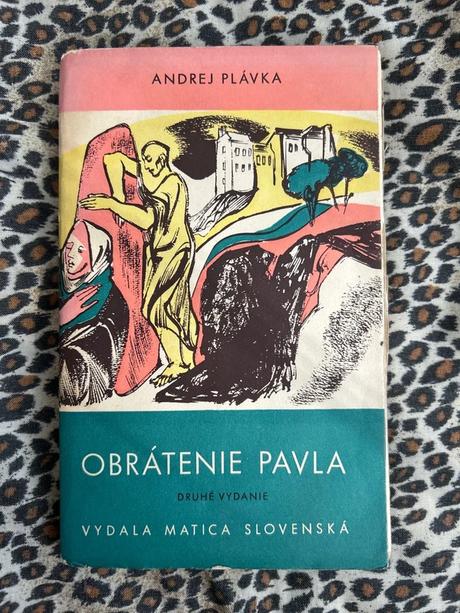 ANDREJ PLÁVKA
OBRÁTENIE PAVLA
DRUHÉ VYDANIE
VYDALA MATICA SLOVENSKÁ